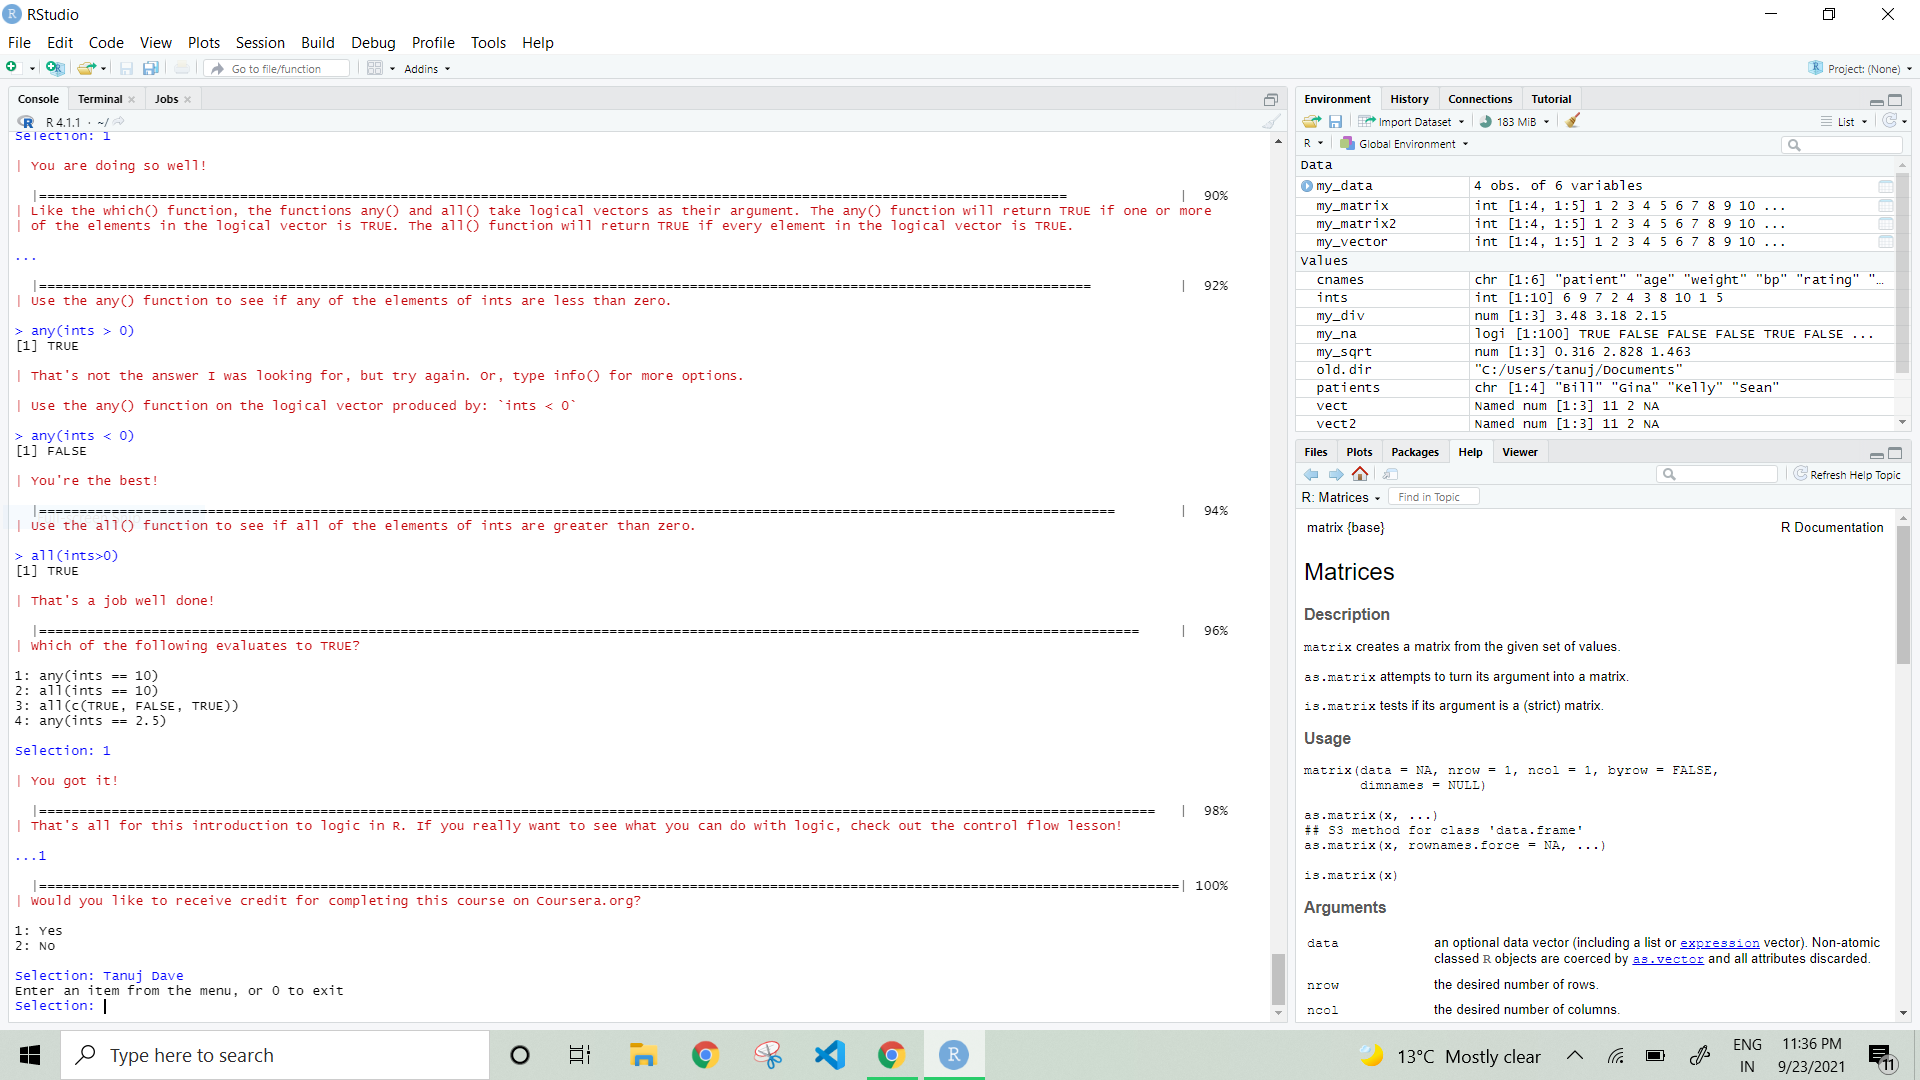 RStudio
File Edit Code View Plots Session Build Debug Profile Tools Help
Go to file/function Addins Project: (None)
Console Terminal Jobs
R 4.1.1 · ~/
Selection: 1
| You are doing so well!
|================================================| 90%
| Like the which() function, the functions any() and all() take logical vectors as their argument. The any() function will return TRUE if one or more
| of the elements in the logical vector is TRUE. The all() function will return TRUE if every element in the logical vector is TRUE.
...
|================================================| 92%
| Use the any() function to see if any of the elements of ints are less than zero.
> any(ints > 0)
[1] TRUE
| That's not the answer I was looking for, but try again. Or, type info() for more options.
| Use the any() function on the logical vector produced by: `ints < 0`
> any(ints < 0)
[1] FALSE
| You're the best!
|================================================| 94%
| Use the all() function to see if all of the elements of ints are greater than zero.
> all(ints>0)
[1] TRUE
| That's a job well done!
|================================================| 96%
| Which of the following evaluates to TRUE?
1: any(ints == 10)
2: all(ints == 10)
3: all(c(TRUE, FALSE, TRUE))
4: any(ints == 2.5)
Selection: 1
| You got it!
|================================================| 98%
| That's all for this introduction to logic in R. If you really want to see what you can do with logic, check out the control flow lesson!
...1
|================================================| 100%
| Would you like to receive credit for completing this course on Coursera.org?
1: Yes
2: No
Selection: Tanuj Dave
Enter an item from the menu, or 0 to exit
Selection:
Environment History Connections Tutorial
Import Dataset 183 MiB List
R Global Environment
Data
my_data 4 obs. of 6 variables
my_matrix int [1:4, 1:5] 1 2 3 4 5 6 7 8 9 10 ...
my_matrix2 int [1:4, 1:5] 1 2 3 4 5 6 7 8 9 10 ...
my_vector int [1:4, 1:5] 1 2 3 4 5 6 7 8 9 10 ...
Values
cnames chr [1:6] "patient" "age" "weight" "bp" "rating" "…
ints int [1:10] 6 9 7 2 4 3 8 10 1 5
my_div num [1:3] 3.48 3.18 2.15
my_na logi [1:100] TRUE FALSE FALSE FALSE TRUE FALSE ...
my_sqrt num [1:3] 0.316 2.828 1.463
old.dir "C:/Users/tanuj/Documents"
patients chr [1:4] "Bill" "Gina" "Kelly" "Sean"
vect Named num [1:3] 11 2 NA
vect2 Named num [1:3] 11 2 NA
Files Plots Packages Help Viewer
Refresh Help Topic
R: Matrices Find in Topic
matrix {base} R Documentation
Matrices
Description
matrix creates a matrix from the given set of values.
as.matrix attempts to turn its argument into a matrix.
is.matrix tests if its argument is a (strict) matrix.
Usage
matrix(data = NA, nrow = 1, ncol = 1, byrow = FALSE,
dimnames = NULL)
as.matrix(x, ...)
## S3 method for class 'data.frame'
as.matrix(x, rownames.force = NA, ...)
is.matrix(x)
Arguments
data an optional data vector (including a list or expression vector). Non-atomic
classed R objects are coerced by as.vector and all attributes discarded.
nrow the desired number of rows.
ncol the desired number of columns.
Type here to search
13°C Mostly clear
ENG
IN
11:36 PM
9/23/2021
11